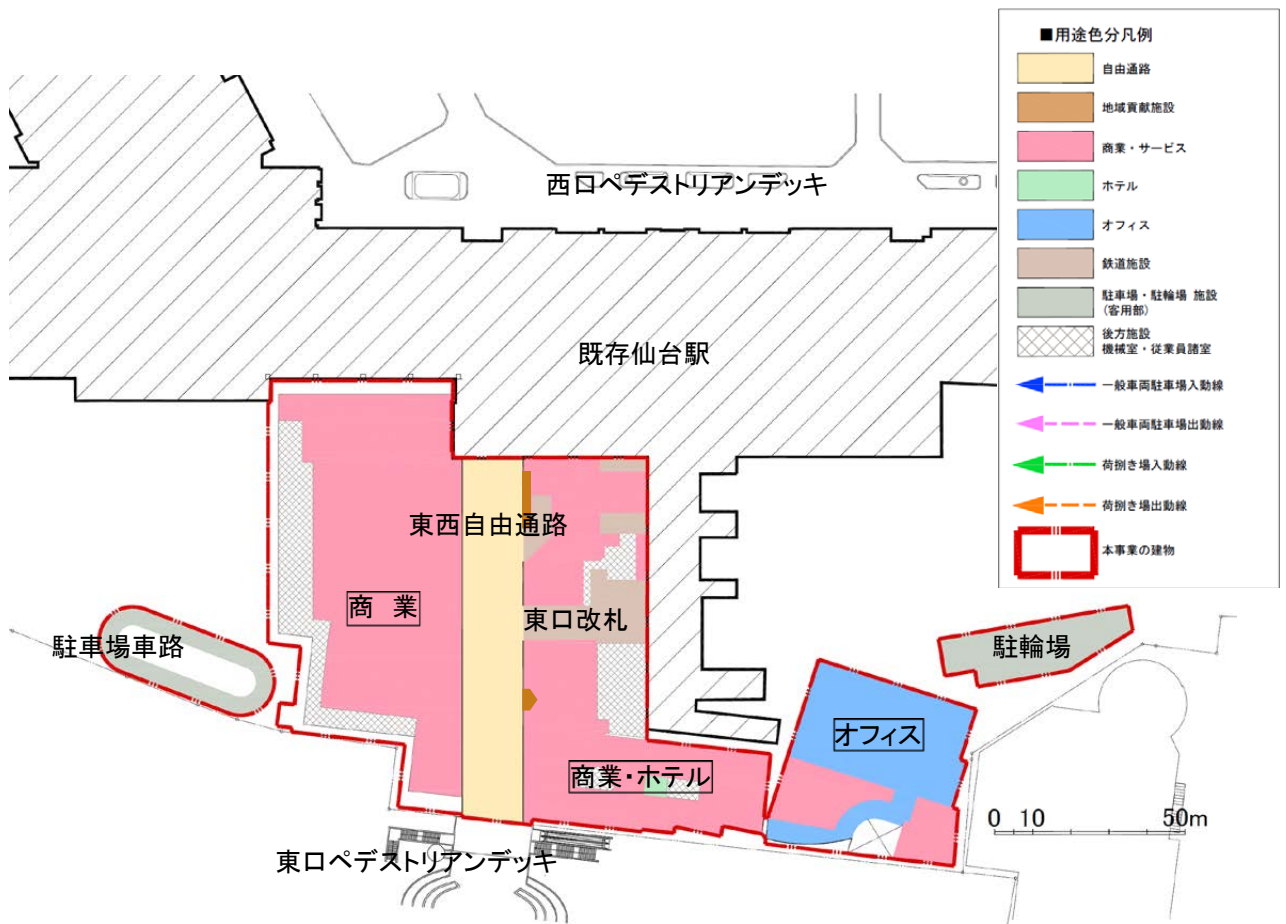 ■用途色分凡例
自由通路
地域貢献施設
商業・サービス
ホテル
オフィス
鉄道施設
駐車場・駐輪場 施設
(客用部)
後方施設
機械室・従業員諸室
一般車両駐車場入動線
一般車両駐車場出動線
荷捌き場入動線
荷捌き場出動線
本事業の建物
西口ペデストリアンデッキ
既存仙台駅
東西自由通路
商 業
東口改札
駐車場車路
駐輪場
オフィス
商業・ホテル
0 10 50m
東口ペデストリアンデッキ